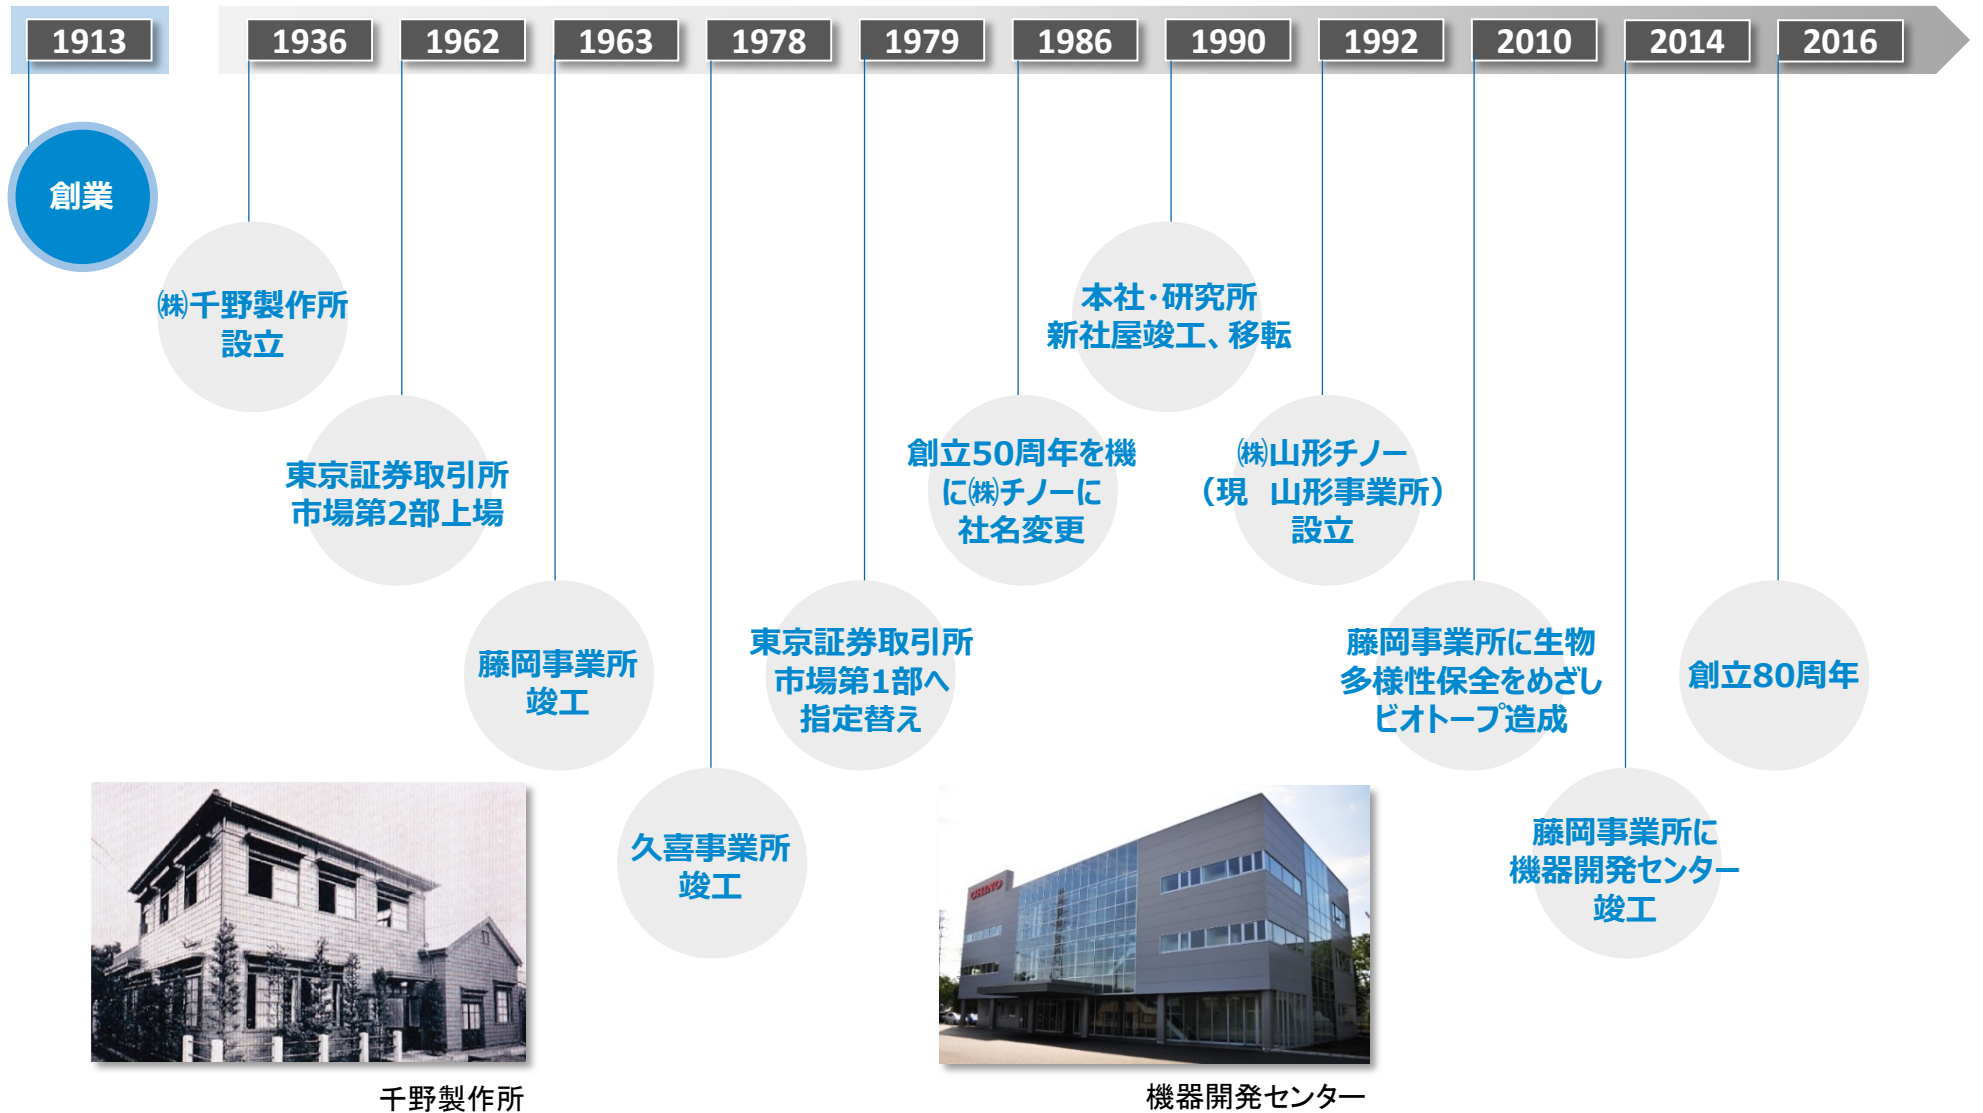 1913
1936
1962
1963
1978
1979
1986
1990
1992
2010
2014
2016
創業
㈱千野製作所
設立
東京証券取引所
市場第2部上場
藤岡事業所
竣工
久喜事業所
竣工
東京証券取引所
市場第1部へ
指定替え
創立50周年を機
に㈱チノーに
社名変更
本社・研究所
新社屋竣工、移転
㈱山形チノー
（現　山形事業所）
設立
藤岡事業所に生物
多様性保全をめざし
ビオトープ造成
藤岡事業所に
機器開発センター
竣工
創立80周年
CHINO
千野製作所
機器開発センター